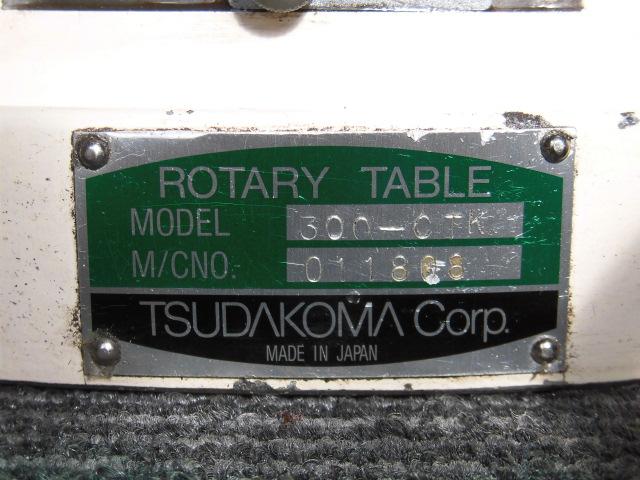 ROTARY TABLE
MODEL 300-CTK
M/CNO.
TSUDAKOMA Corp.
MADE IN JAPAN